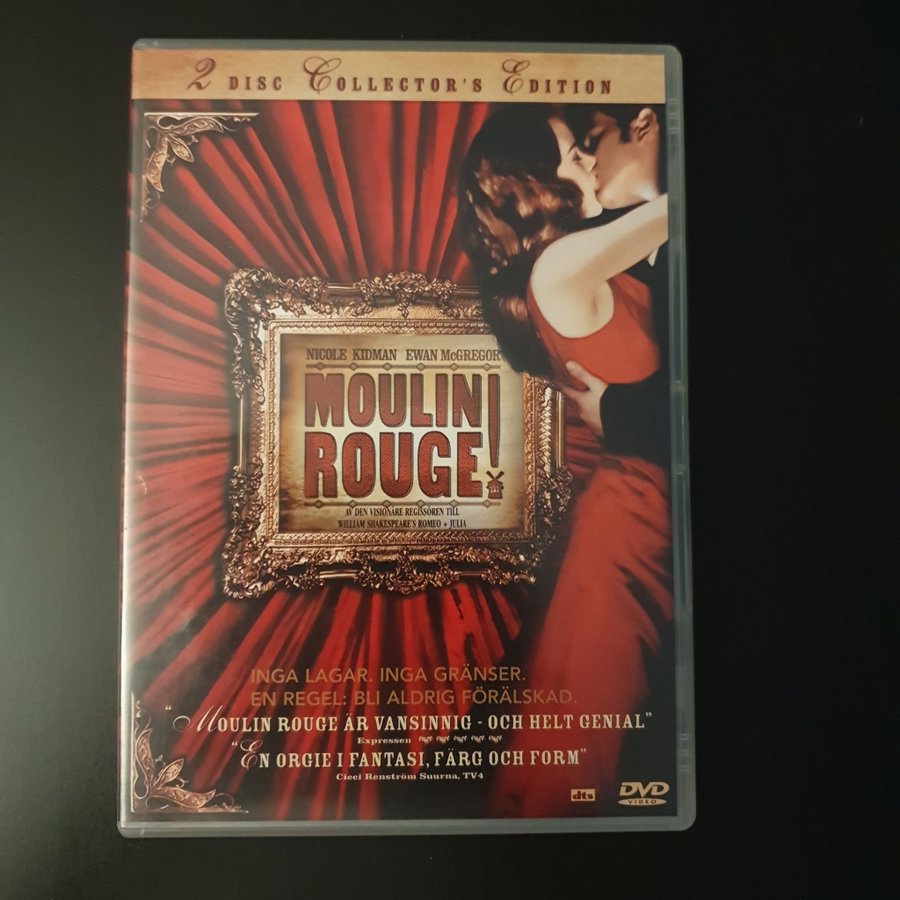 2 DISC COLLECTOR'S EDITION
NICOLE KIDMAN EWAN McGREGOR
MOULIN
ROUGE!
AV DEN VISIONÄRE REGISSÖREN TILL
WILLIAM SHAKESPEARE'S ROMEO + JULIA
INGA LAGAR. INGA GRÄNSER.
EN REGEL: BLI ALDRIG FÖRÄLSKAD.
"MOULIN ROUGE ÄR VANSINNIG - OCH HELT GENIAL"
Expressen
"EN ORGIE I FANTASI, FÄRG OCH FORM"
Cicci Renström Suurna, TV4
dts DVD
VIDEO